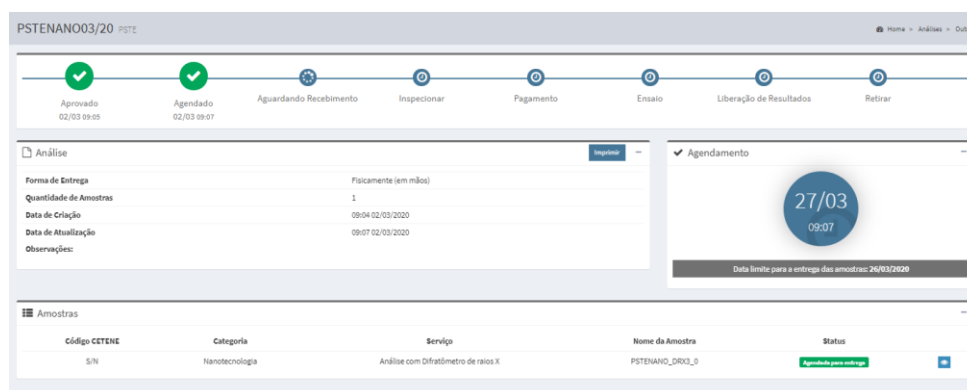 PSTENANO03/20 PSTE
Home > Análises > Out
Aprovado
02/03 09:05
Agendado
02/03 09:07
Aguardando Recebimento
Inspecionar
Pagamento
Ensaio
Liberação de Resultados
Retirar
Análise
Imprimir
Forma de Entrega Fisicamente (em mãos)
Quantidade de Amostras 1
Data de Criação 09:04 02/03/2020
Data de Atualização 09:07 02/03/2020
Observações:
Agendamento
27/03
09:07
Data limite para a entrega das amostras: 26/03/2020
Amostras
Código CETENE Categoria Serviço Nome da Amostra Status
S/N Nanotecnologia Análise com Difratômetro de raios X PSTENANO_DRX3_0 Agendada para entrega